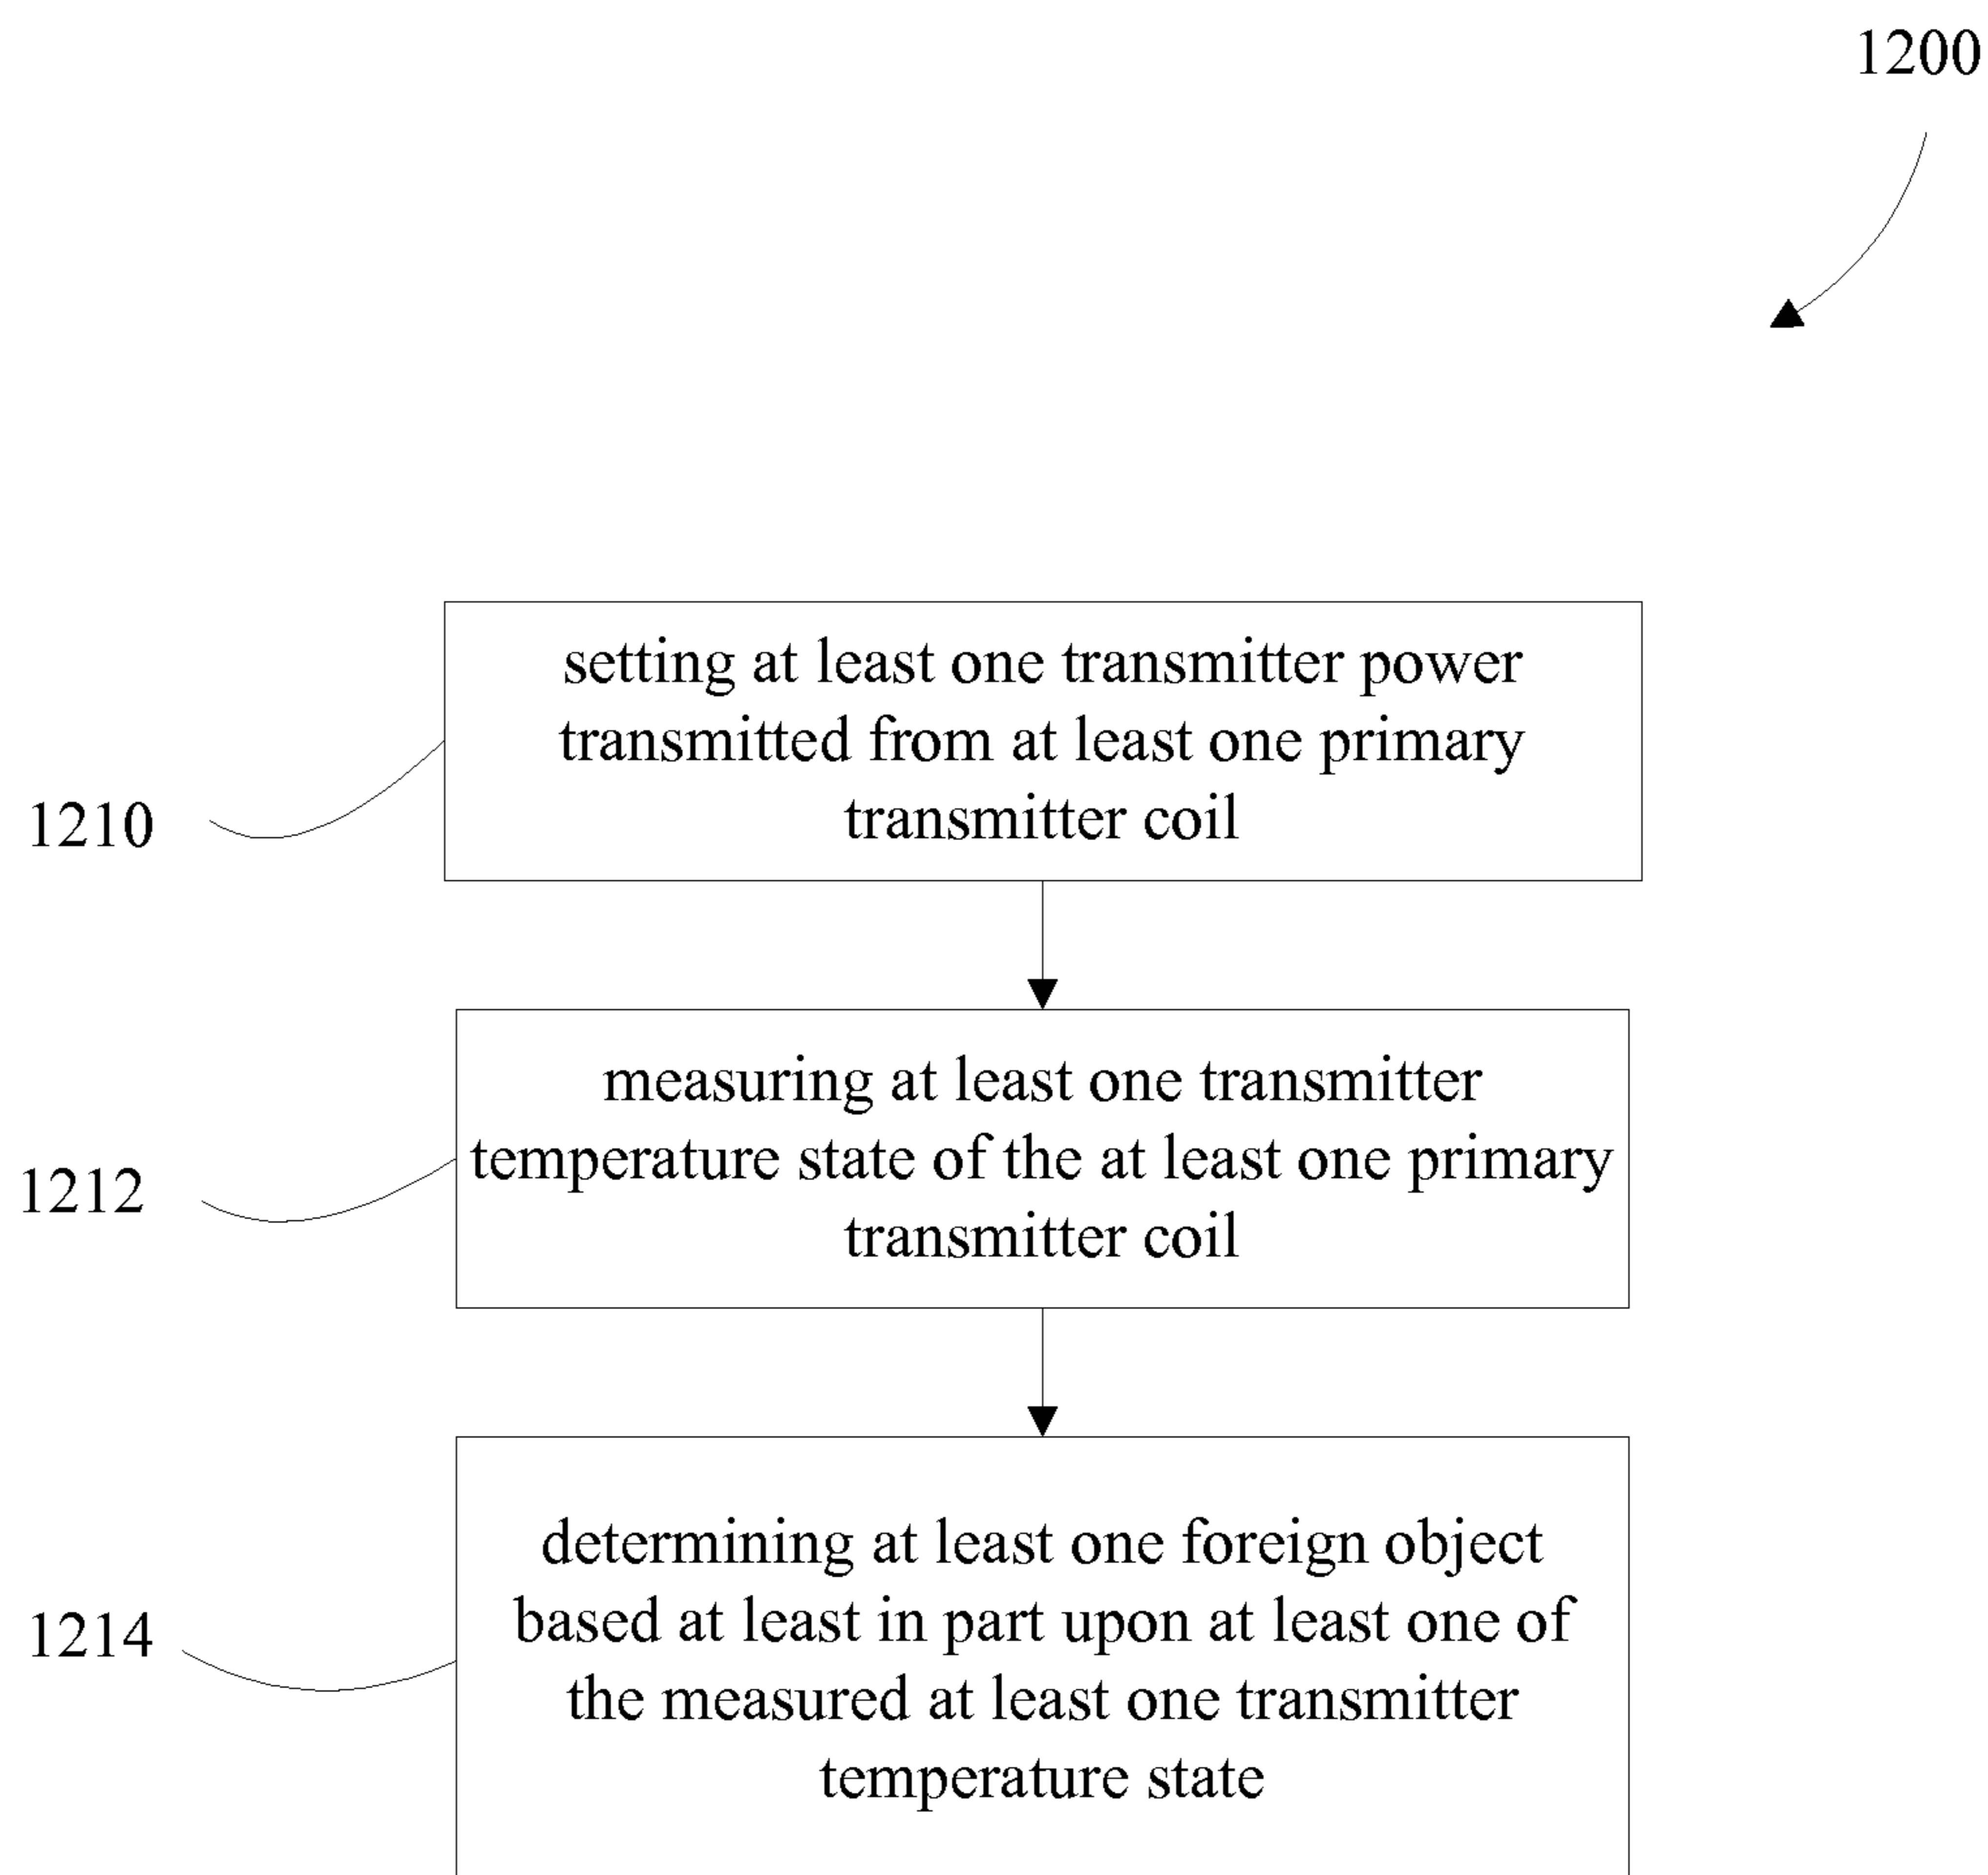 1200
setting at least one transmitter power
transmitted from at least one primary
transmitter coil
1210
measuring at least one transmitter
temperature state of the at least one primary
transmitter coil
1212
determining at least one foreign object
based at least in part upon at least one of
the measured at least one transmitter
temperature state
1214